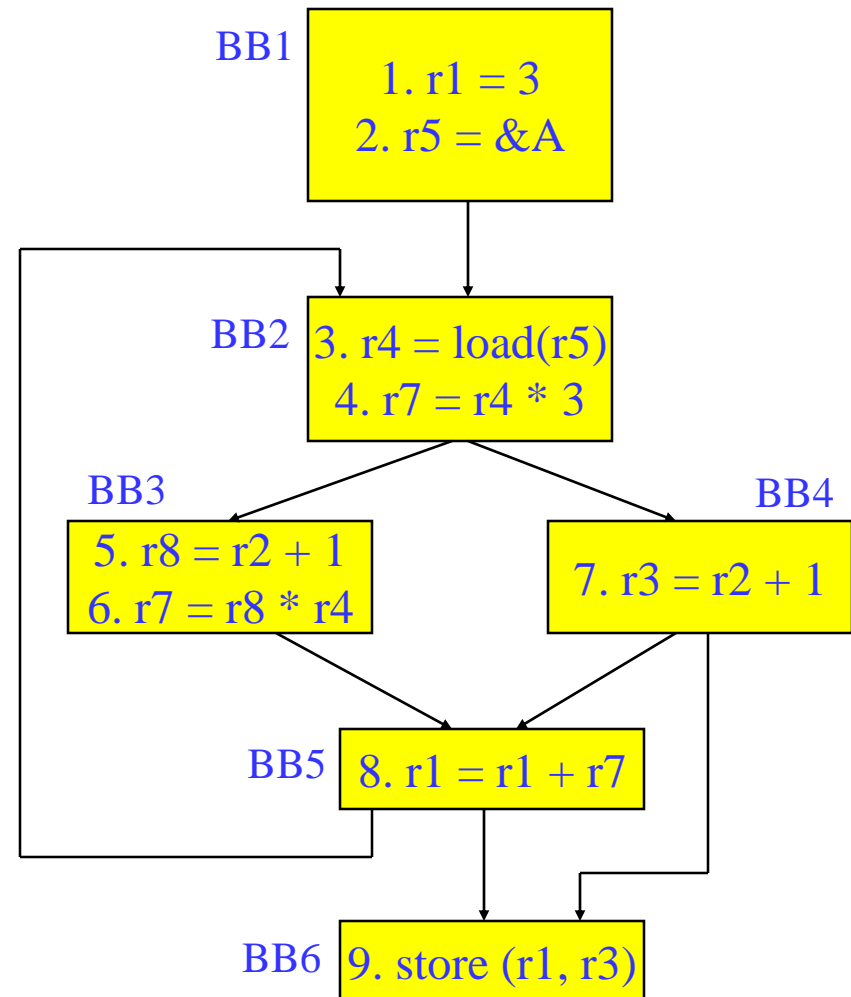 BB1
1. r1 = 3
2. r5 = &A
BB2
3. r4 = load(r5)
4. r7 = r4 * 3
BB3
5. r8 = r2 + 1
6. r7 = r8 * r4
BB4
7. r3 = r2 + 1
BB5
8. r1 = r1 + r7
BB6
9. store (r1, r3)